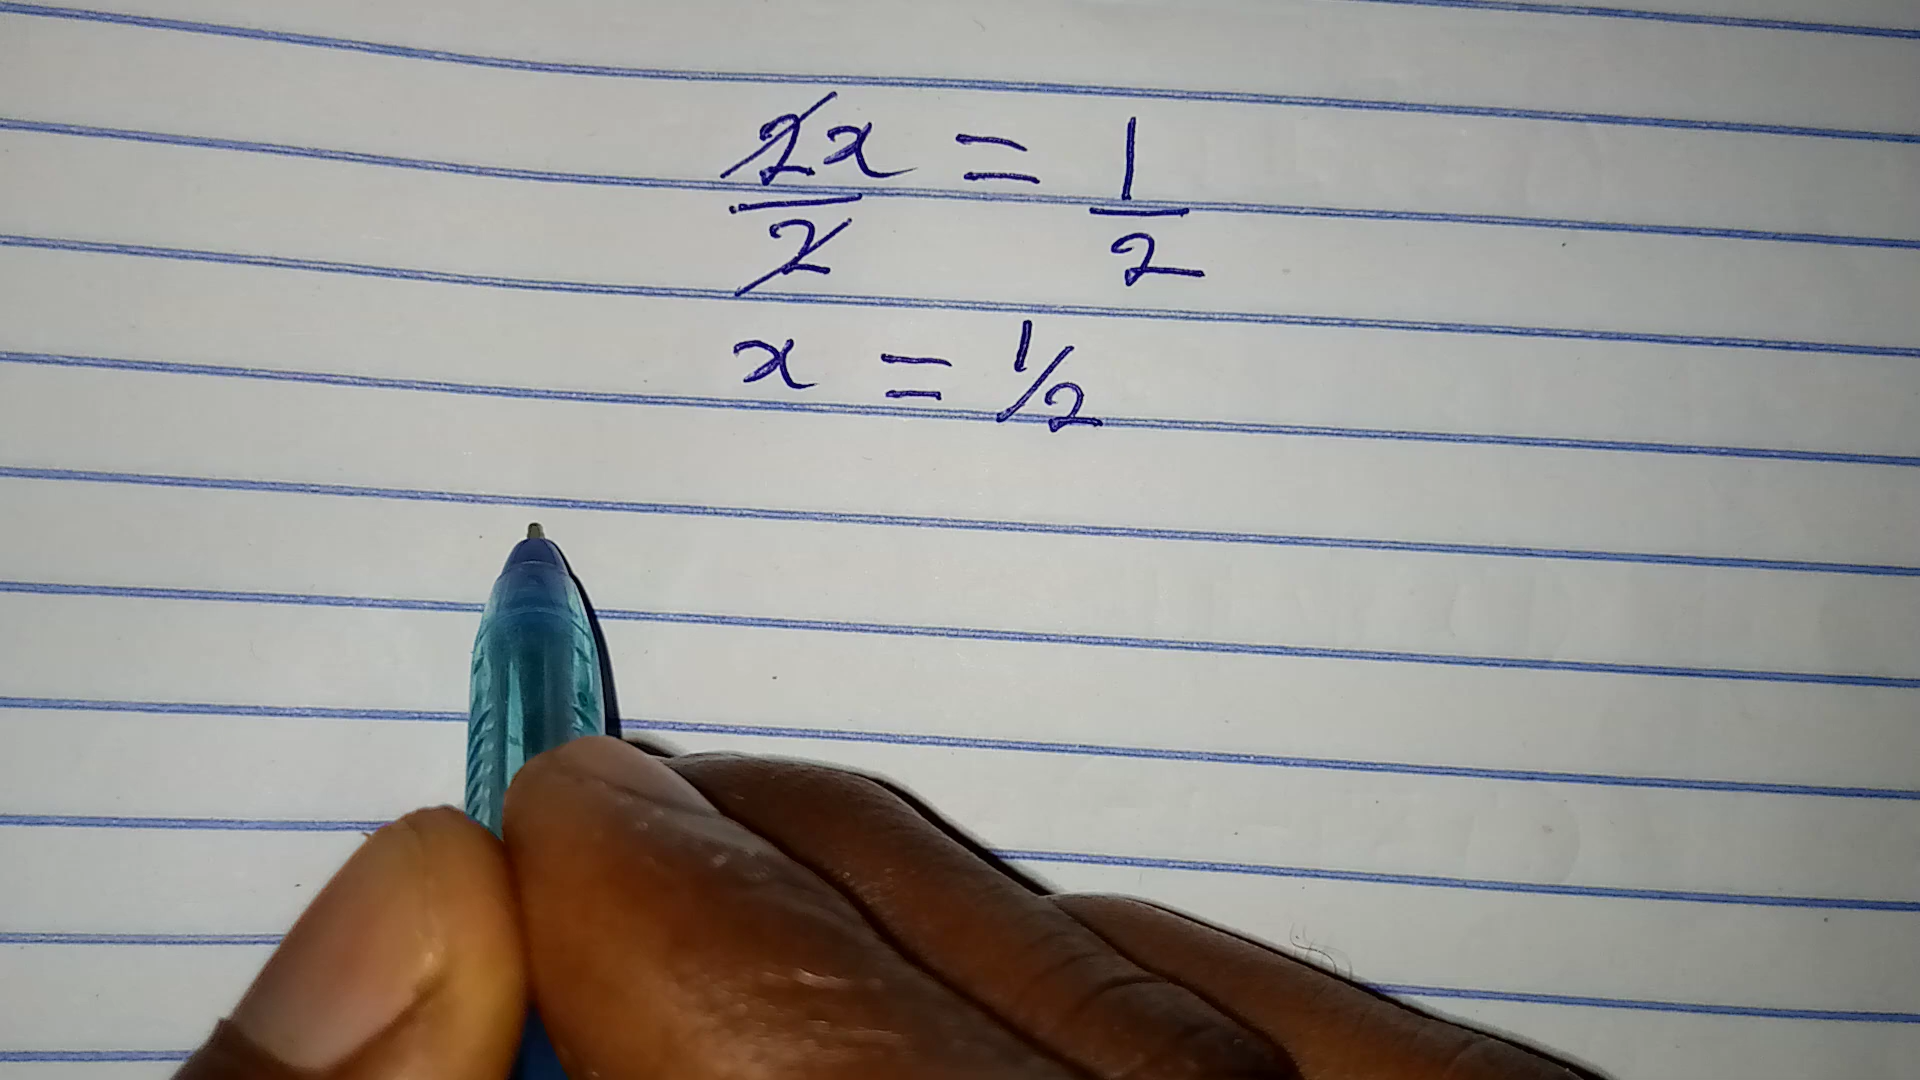 2x = 1
2 2
x = 1/2